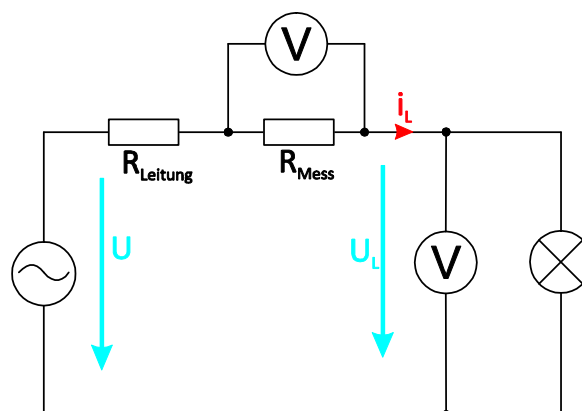 V
i_L
R_Leitung
R_Mess
U
U_L
V